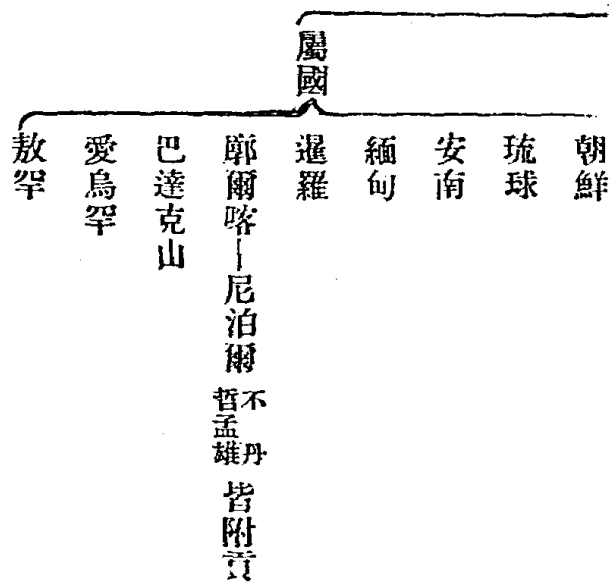 屬國
朝鮮
琉球
安南
緬甸
暹羅
廓爾喀—尼泊爾 不丹 哲孟雄 皆附貢
巴達克山
愛烏罕
敖罕